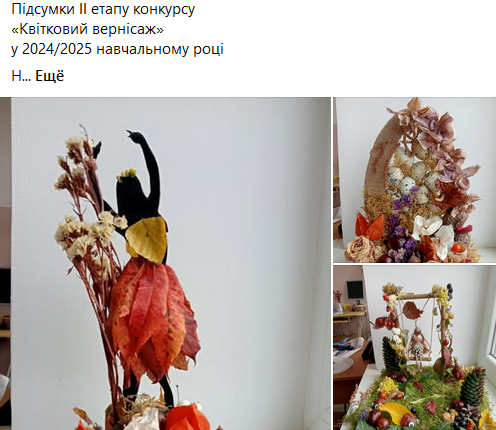 Підсумки ІІ етапу конкурсу
«Квітковий вернісаж»
у 2024/2025 навчальному році
Н... Ещё